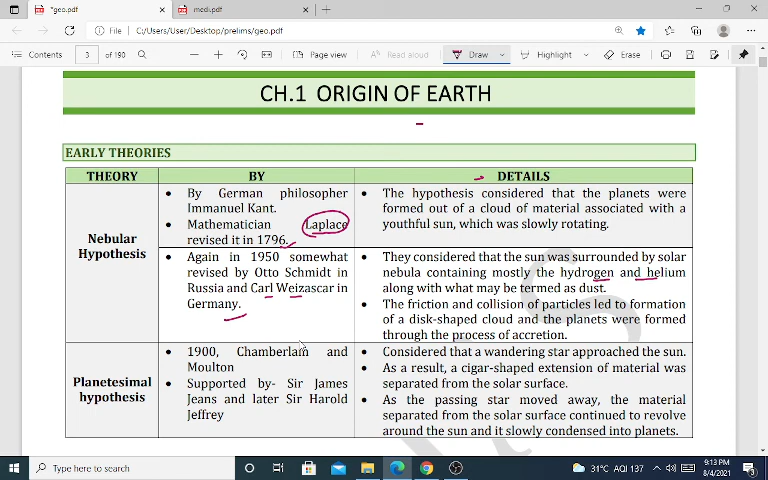 *geo.pdf
medi.pdf
File C:/Users/User/Desktop/prelims/geo.pdf
Contents 3 of 190 Page view Read aloud Draw Highlight Erase
CH.1 ORIGIN OF EARTH
EARLY THEORIES
THEORY BY DETAILS
Nebular Hypothesis
• By German philosopher
Immanuel Kant.
• Mathematician Laplace
revised it in 1796.
• The hypothesis considered that the planets were
formed out of a cloud of material associated with a
youthful sun, which was slowly rotating.
• Again in 1950 somewhat
revised by Otto Schmidt in
Russia and Carl Weizascar in
Germany.
• They considered that the sun was surrounded by solar
nebula containing mostly the hydrogen and helium
along with what may be termed as dust.
• The friction and collision of particles led to formation
of a disk-shaped cloud and the planets were formed
through the process of accretion.
Planetesimal
hypothesis
• 1900, Chamberlain and
Moulton
• Supported by- Sir James
Jeans and later Sir Harold
Jeffrey
• Considered that a wandering star approached the sun.
• As a result, a cigar-shaped extension of material was
separated from the solar surface.
• As the passing star moved away, the material
separated from the solar surface continued to revolve
around the sun and it slowly condensed into planets.
Type here to search
31°C AQI 137
9:13 PM
8/4/2021